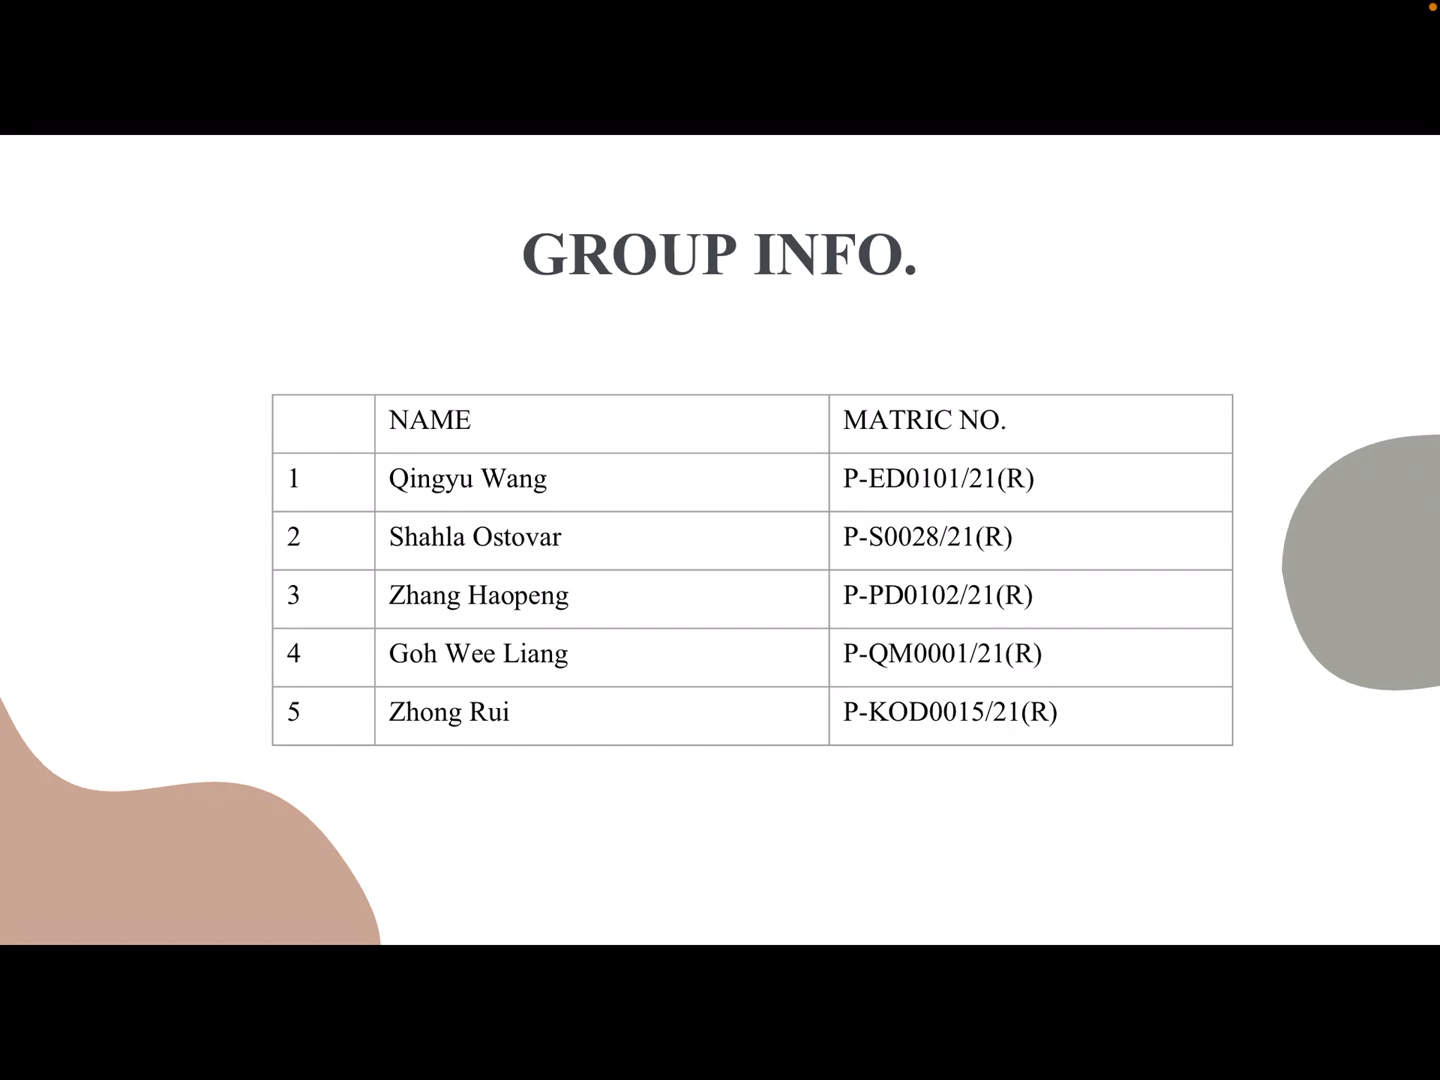 GROUP INFO.
NAME MATRIC NO.
1 Qingyu Wang P-ED0101/21(R)
2 Shahla Ostovar P-S0028/21(R)
3 Zhang Haopeng P-PD0102/21(R)
4 Goh Wee Liang P-QM0001/21(R)
5 Zhong Rui P-KOD0015/21(R)